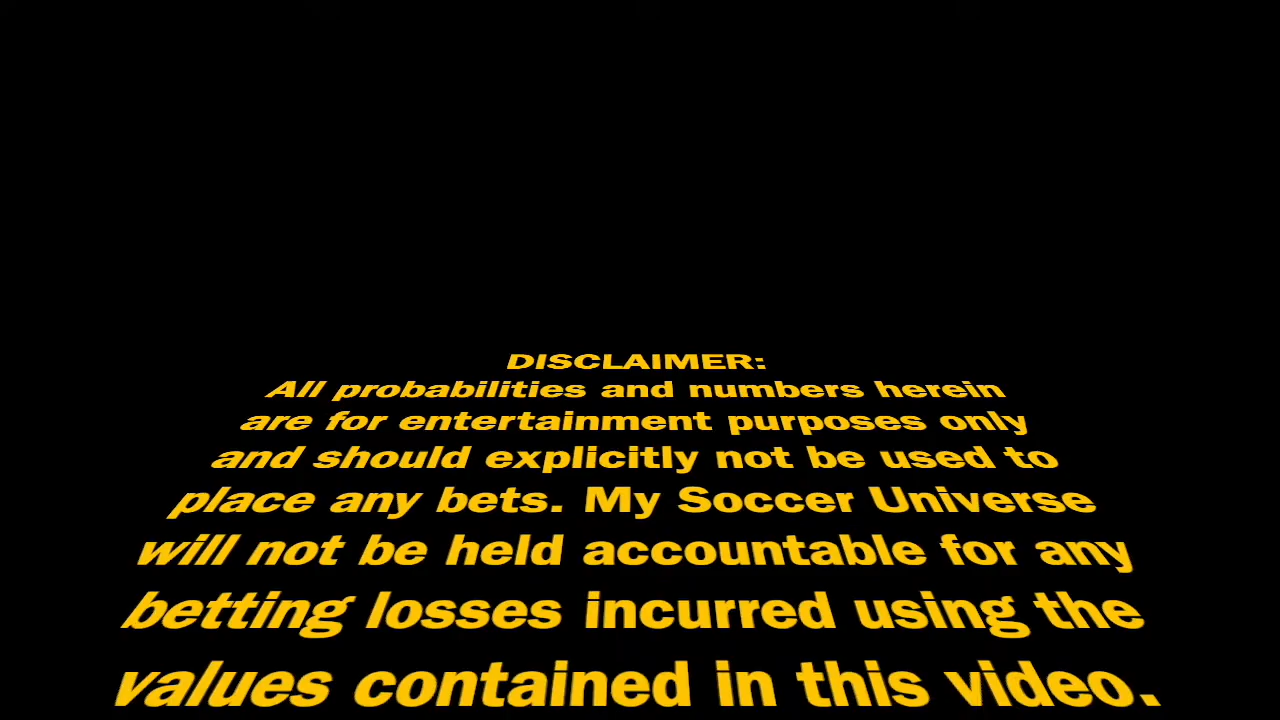 DISCLAIMER:
All probabilities and numbers herein
are for entertainment purposes only
and should explicitly not be used to
place any bets. My Soccer Universe
will not be held accountable for any
betting losses incurred using the
values contained in this video.